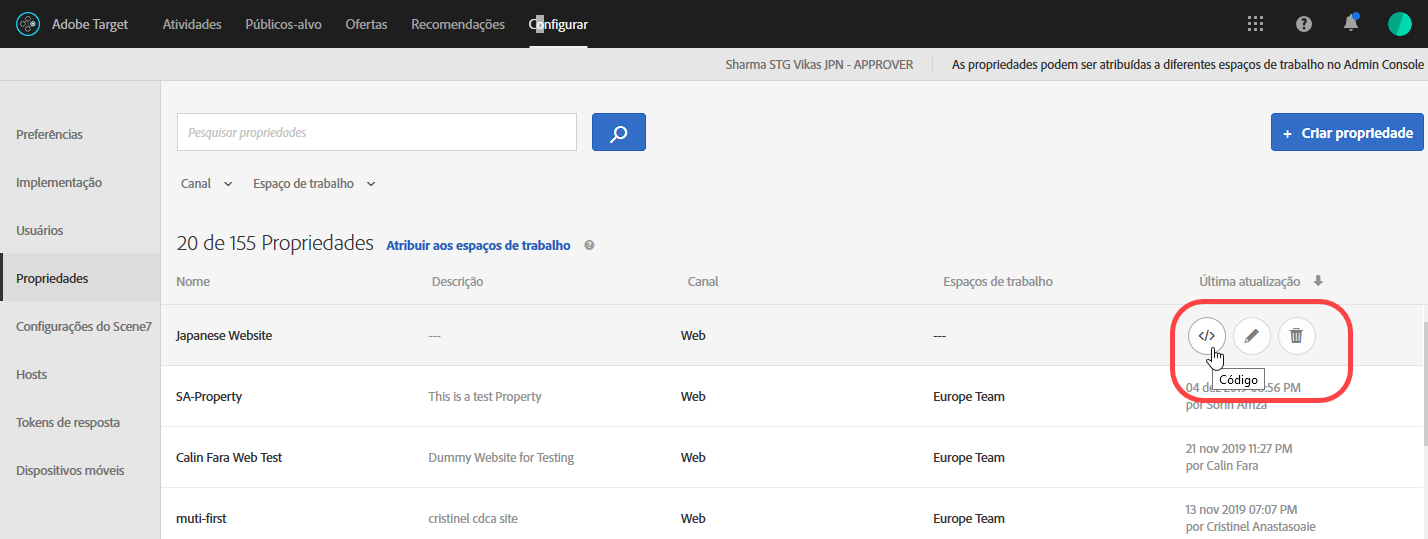 Adobe Target Atividades Públicos-alvo Ofertas Recomendações Configurar
Sharma STG Vikas JPN - APPROVER As propriedades podem ser atribuídas a diferentes espaços de trabalho no Admin Console
Preferências
Implementação
Usuários
Propriedades
Configurações do Scene7
Hosts
Tokens de resposta
Dispositivos móveis
Pesquisar propriedades
+ Criar propriedade
Canal Espaço de trabalho
20 de 155 Propriedades Atribuir aos espaços de trabalho ?
Nome Descrição Canal Espaços de trabalho Última atualização
Japanese Website --- Web --- </>
Código
SA-Property This is a test Property Web Europe Team 04 56 PM
por Sorin
Calin Fara Web Test Dummy Website for Testing Web Europe Team 21 nov 2019 11:27 PM
por Calin Fara
muti-first cristinel cdca site Web Europe Team 13 nov 2019 07:07 PM
por Cristinel Anastasoaie